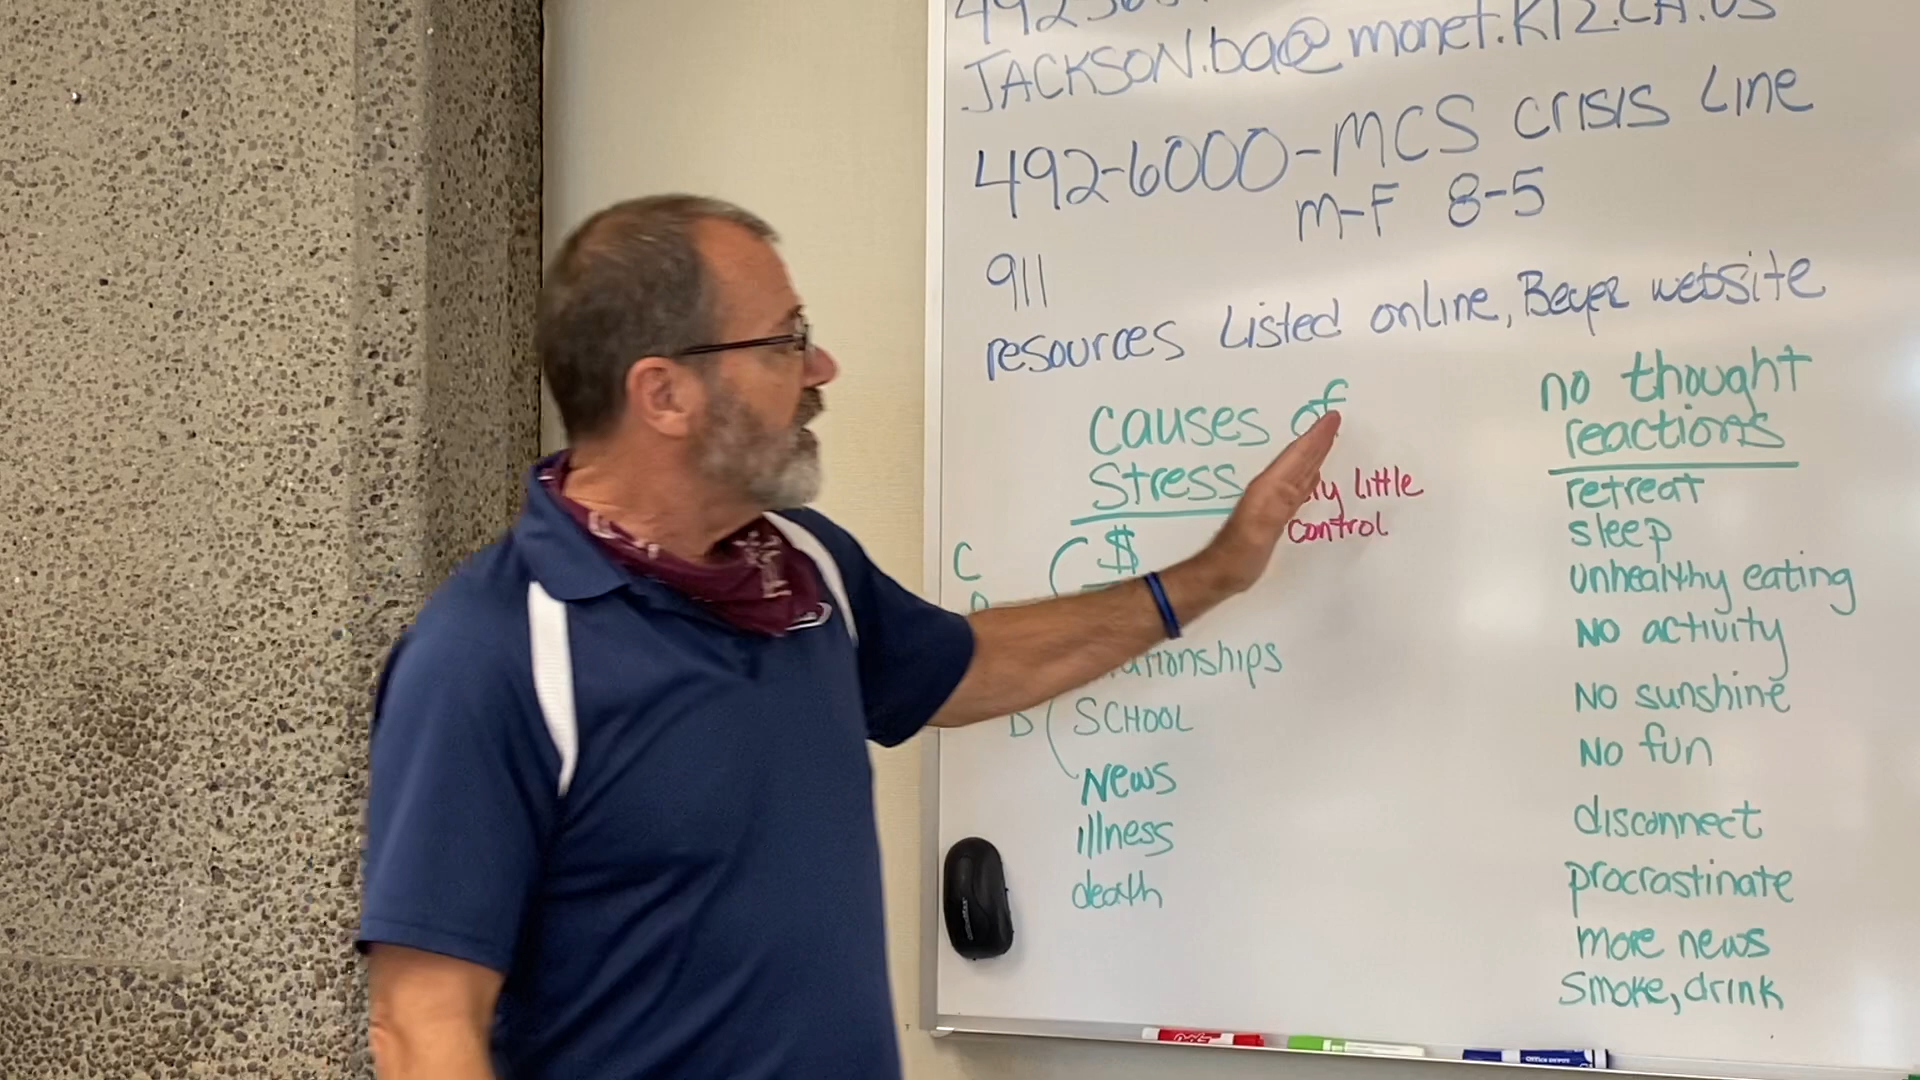 JACKSON.ba@monet.K12.CA.US
492-6000-MCS crisis Line
M-F 8-5
911
resources Listed online, Beyer website
causes of
Stress
little
control
$
C
SCHOOL
D
News
illness
death
no thought
reactions
retreat
sleep
unhealthy eating
NO activity
NO sunshine
NO fun
disconnect
procrastinate
more news
Smoke, drink